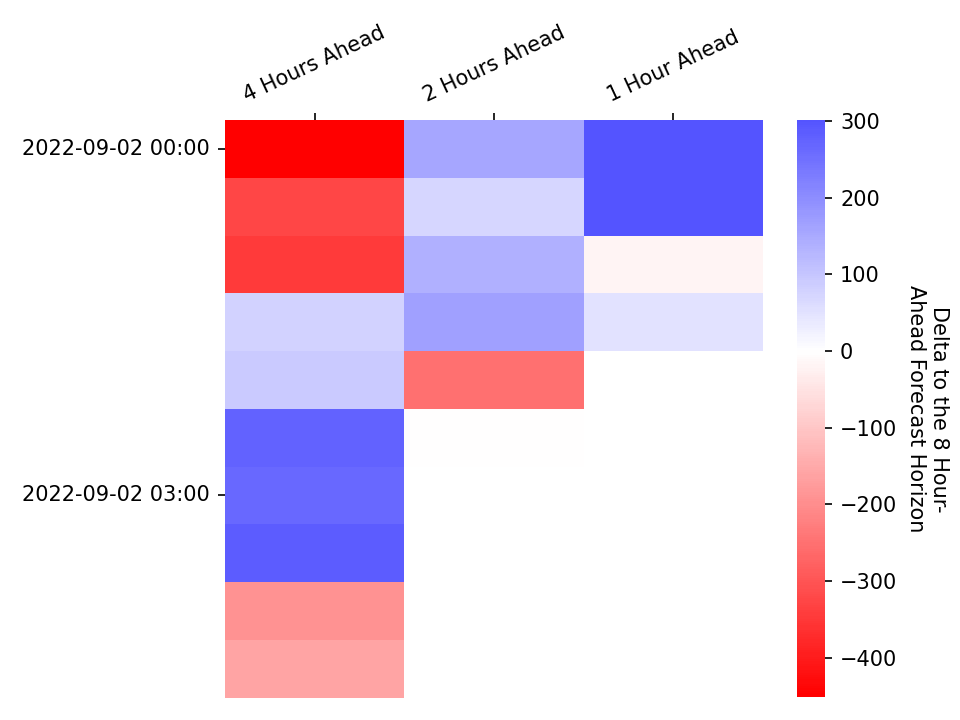 4 Hours Ahead
2 Hours Ahead
1 Hour Ahead
2022-09-02 00:00
2022-09-02 03:00
300
200
100
0
−100
−200
−300
−400
Delta to the 8 Hour-
Ahead Forecast Horizon